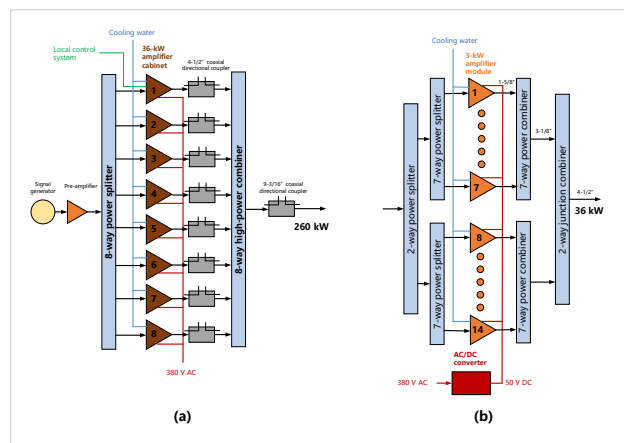 Cooling water
Local control
system
36-kW
amplifier
cabinet
4-1/2" coaxial
directional coupler
Signal
generator
Pre-amplifier
8-way power splitter
1
2
3
4
5
6
7
8
8-way high-power combiner
9-3/16" coaxial
directional coupler
260 kW
380 V AC
(a)
Cooling water
3-kW
amplifier
module
1-5/8"
2-way power splitter
7-way power splitter
7-way power splitter
1
7
8
14
7-way power combiner
7-way power combiner
3-1/8"
2-way junction combiner
4-1/2"
36 kW
AC/DC
converter
380 V AC
50 V DC
(b)